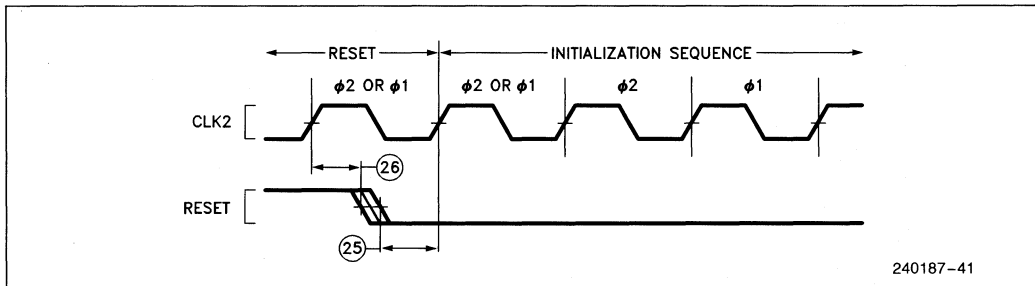 RESET INITIALIZATION SEQUENCE
ϕ2 OR ϕ1 ϕ2 OR ϕ1 ϕ2 ϕ1
CLK2
26
RESET
25
240187-41